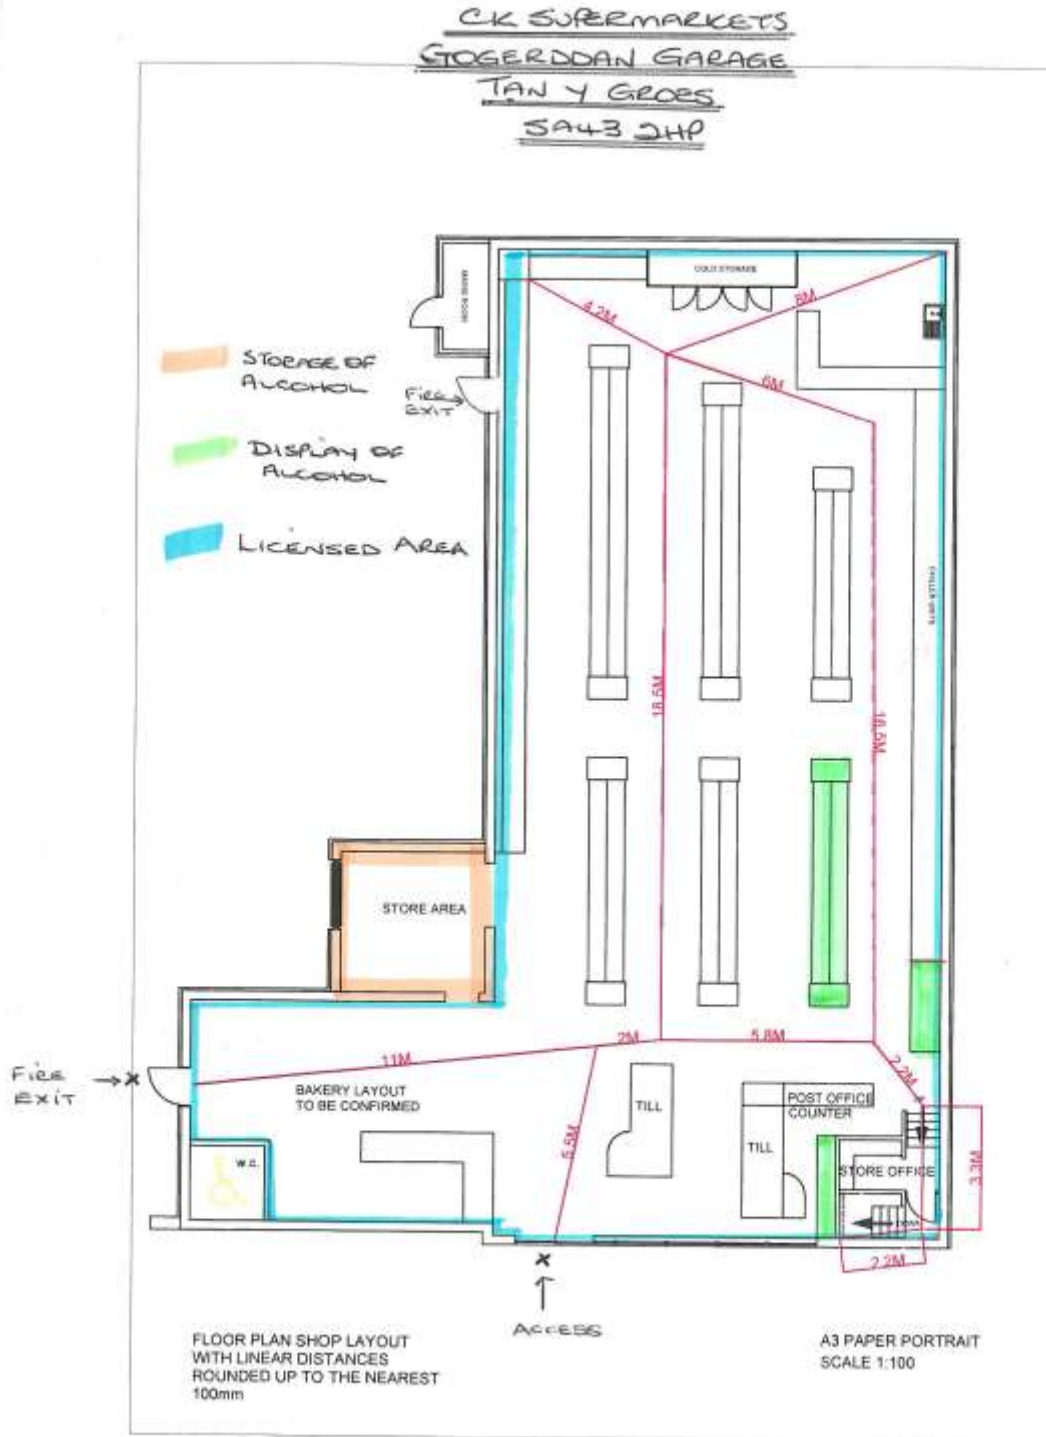 CK SUPERMARKETS
GOGERDDAN GARAGE
TAN Y GROES
SA43 2HP
COLD STORAGE
4.2M
8M
STORAGE OF
ALCOHOL
FIRE
EXIT
6M
DISPLAY OF
ALCOHOL
LICENSED AREA
CHILLER UNITS
18.5M
18.5M
STORE AREA
11M
2M
5.8M
2.2M
FIRE
EXIT
X
BAKERY LAYOUT
TO BE CONFIRMED
TILL
POST OFFICE
COUNTER
5.5M
TILL
W.C.
STORE OFFICE
3.3M
2.2M
X
ACCESS
FLOOR PLAN SHOP LAYOUT
WITH LINEAR DISTANCES
ROUNDED UP TO THE NEAREST
100mm
A3 PAPER PORTRAIT
SCALE 1:100